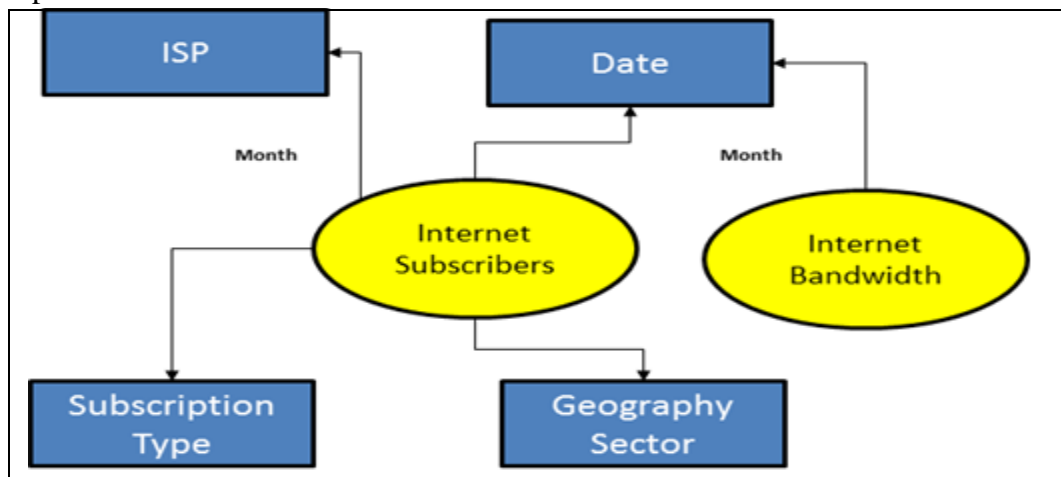 ISP
Date
Month
Month
Internet
Subscribers
Internet
Bandwidth
Subscription
Type
Geography
Sector